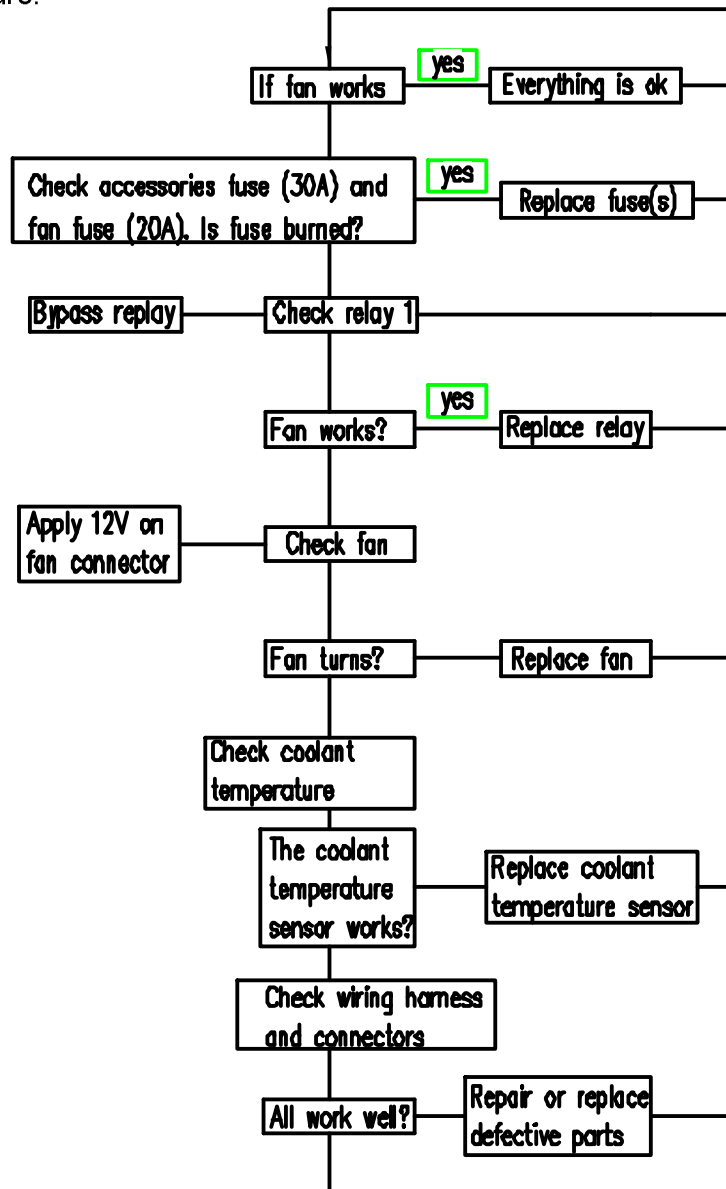 If fan works
yes
Everything is ok
Check accessories fuse (30A) and
fan fuse (20A). Is fuse burned?
yes
Replace fuse(s)
Bypass replay
Check relay 1
Fan works?
yes
Replace relay
Apply 12V on
fan connector
Check fan
Fan turns?
Replace fan
Check coolant
temperature
The coolant
temperature
sensor works?
Replace coolant
temperature sensor
Check wiring harness
and connectors
All work well?
Repair or replace
defective parts